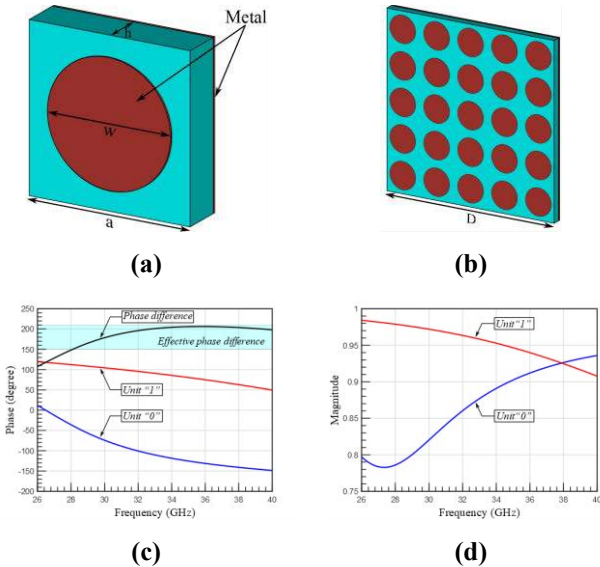 Metal
h
w
a
D
(a)
(b)
250
200
150
100
50
0
-50
-100
-150
-200
26
28
30
32
34
36
38
40
Phase (degree)
Frequency (GHz)
Phase difference
Effective phase difference
Unit "1"
Unit "0"
1
0.95
0.9
0.85
0.8
0.75
26
28
30
32
34
36
38
40
Magnitude
Frequency (GHz)
Unit"1"
Unit"0"
(c)
(d)